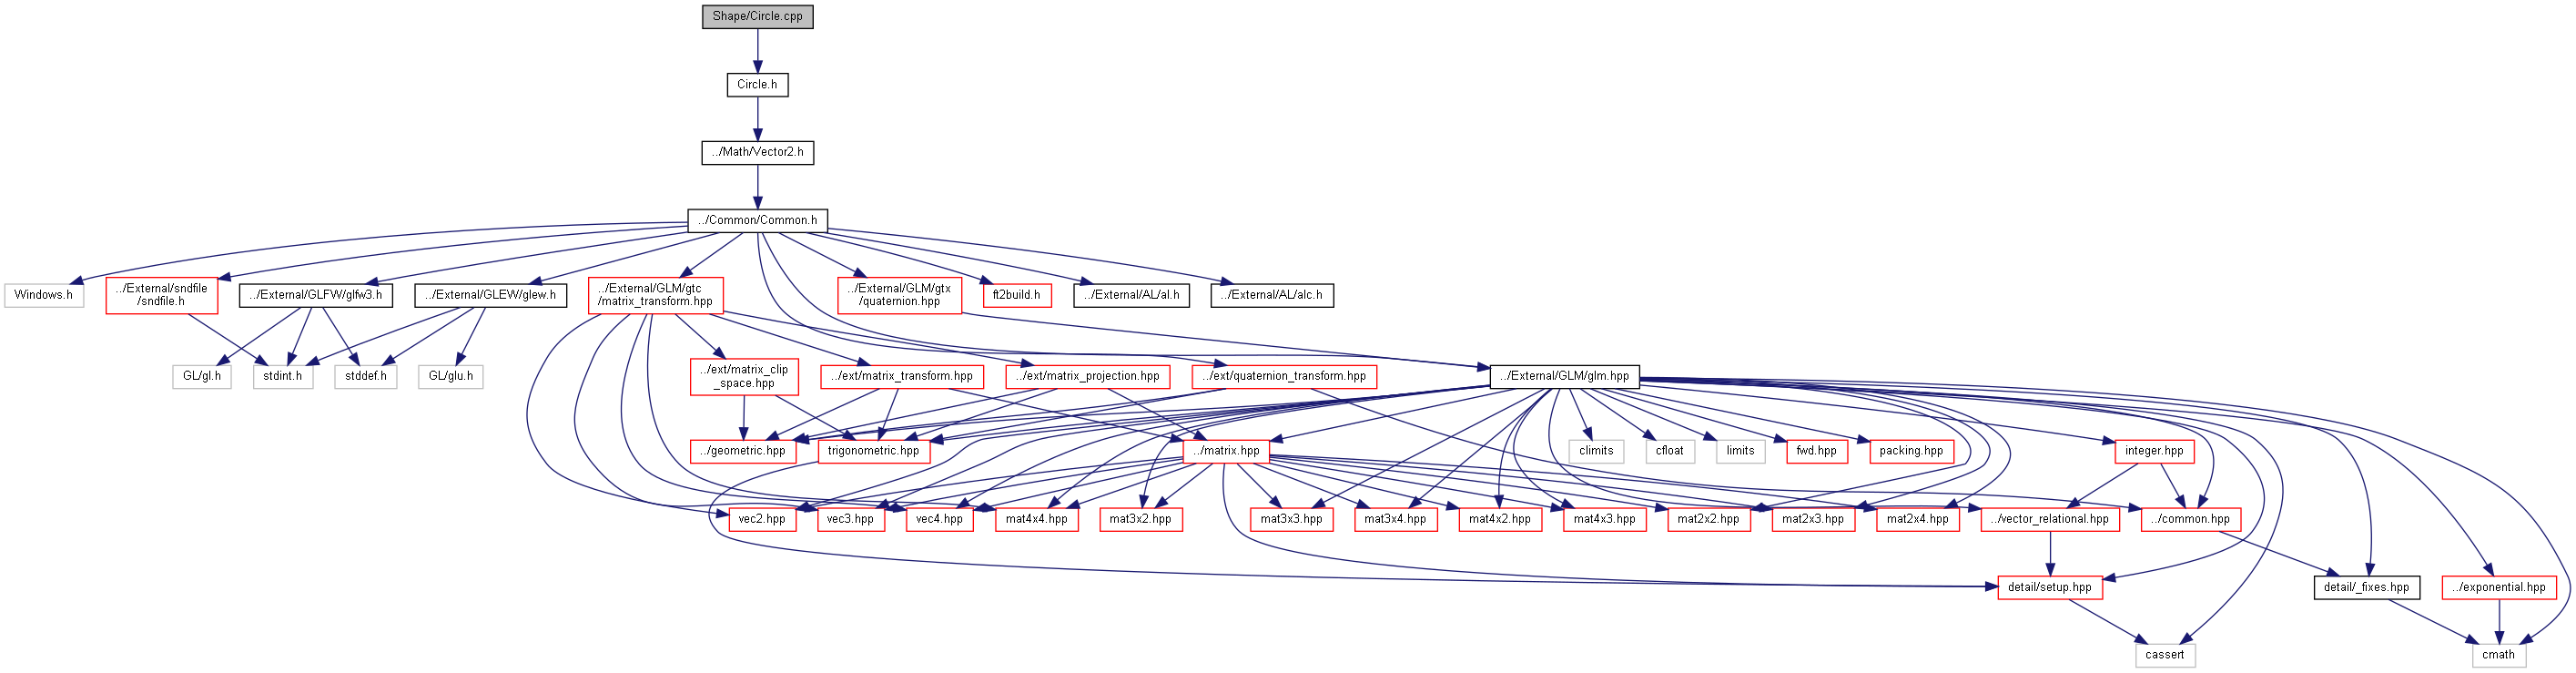 Shape/Circle.cpp
Circle.h
../Math/Vector2.h
../Common/Common.h
Windows.h
../External/sndfile
/sndfile.h
../External/GLFW/glfw3.h
../External/GLEW/glew.h
../External/GLM/gtc
/matrix_transform.hpp
../External/GLM/gtx
/quaternion.hpp
ft2build.h
../External/AL/al.h
../External/AL/alc.h
GL/gl.h
stdint.h
stddef.h
GL/glu.h
../ext/matrix_clip
_space.hpp
../ext/matrix_transform.hpp
../ext/matrix_projection.hpp
../ext/quaternion_transform.hpp
../External/GLM/glm.hpp
../geometric.hpp
trigonometric.hpp
../matrix.hpp
climits
cfloat
limits
fwd.hpp
packing.hpp
integer.hpp
vec2.hpp
vec3.hpp
vec4.hpp
mat4x4.hpp
mat3x2.hpp
mat3x3.hpp
mat3x4.hpp
mat4x2.hpp
mat4x3.hpp
mat2x2.hpp
mat2x3.hpp
mat2x4.hpp
../vector_relational.hpp
../common.hpp
detail/setup.hpp
detail/_fixes.hpp
../exponential.hpp
cassert
cmath